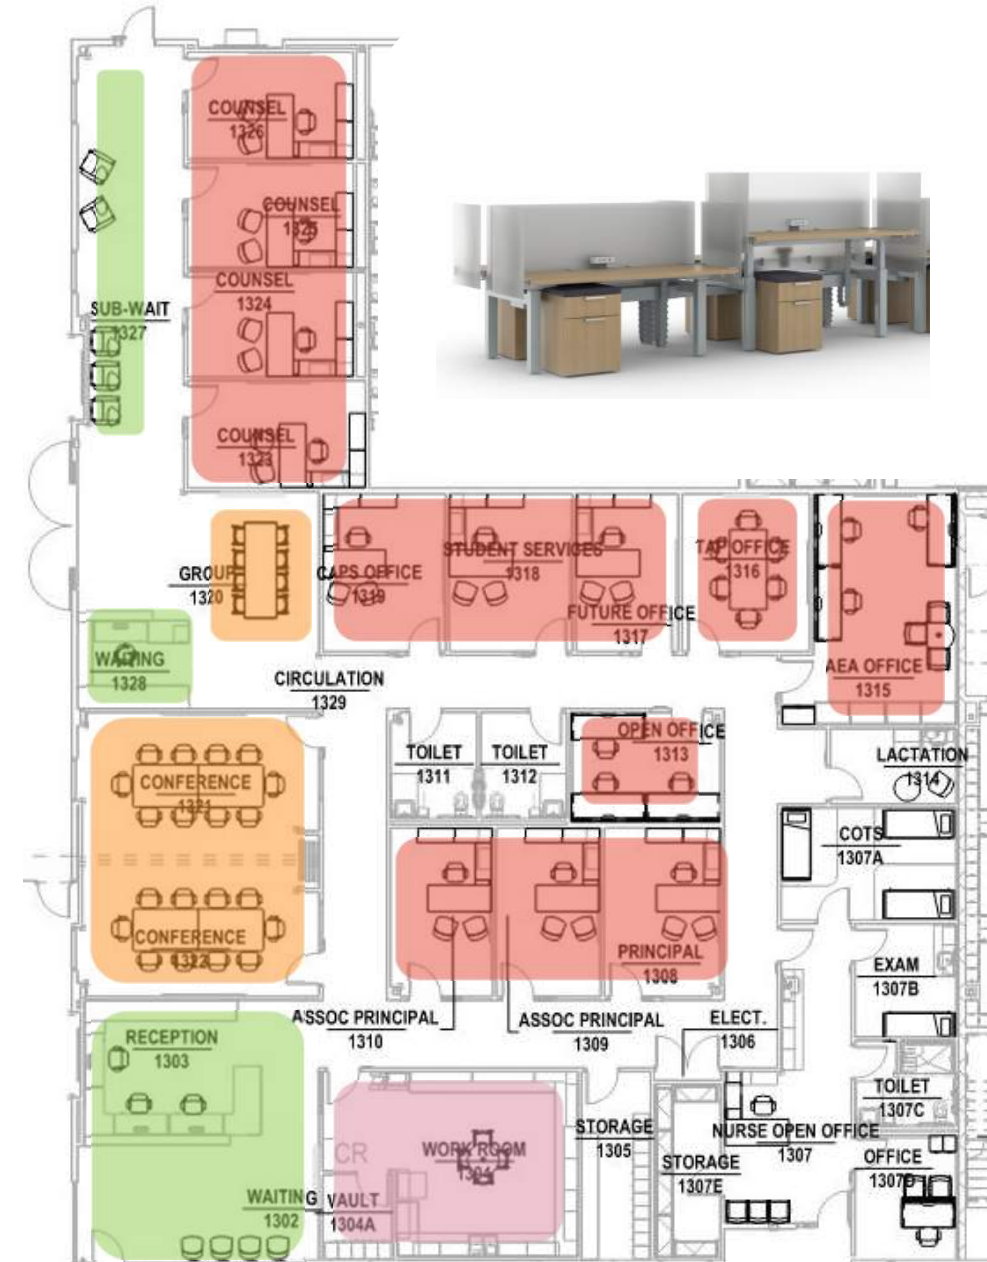 COUNSEL
1326
COUNSEL
1325
COUNSEL
1324
SUB-WAIT
1327
COUNSEL
1323
GROUP
1320
CAPS OFFICE
1319
STUDENT SERVICES
1318
FUTURE OFFICE
1317
TAP OFFICE
1316
AEA OFFICE
1315
WAITING
1328
CIRCULATION
1329
TOILET
1311
TOILET
1312
OPEN OFFICE
1313
LACTATION
1314
CONFERENCE
1321
COTS
1307A
CONFERENCE
1322
PRINCIPAL
1308
EXAM
1307B
ASSOC PRINCIPAL
1310
ASSOC PRINCIPAL
1309
ELECT.
1306
RECEPTION
1303
TOILET
1307C
STORAGE
1305
NURSE OPEN OFFICE
1307
CR
WORK ROOM
1304
STORAGE
1307E
OFFICE
1307D
WAITING
1302
VAULT
1304A